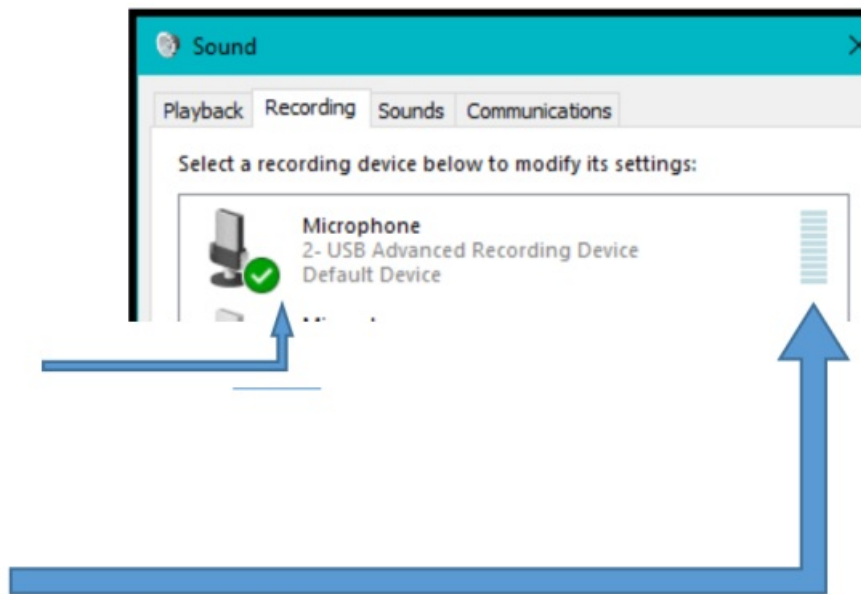 Sound
Playback Recording Sounds Communications
Select a recording device below to modify its settings:
Microphone
2- USB Advanced Recording Device
Default Device